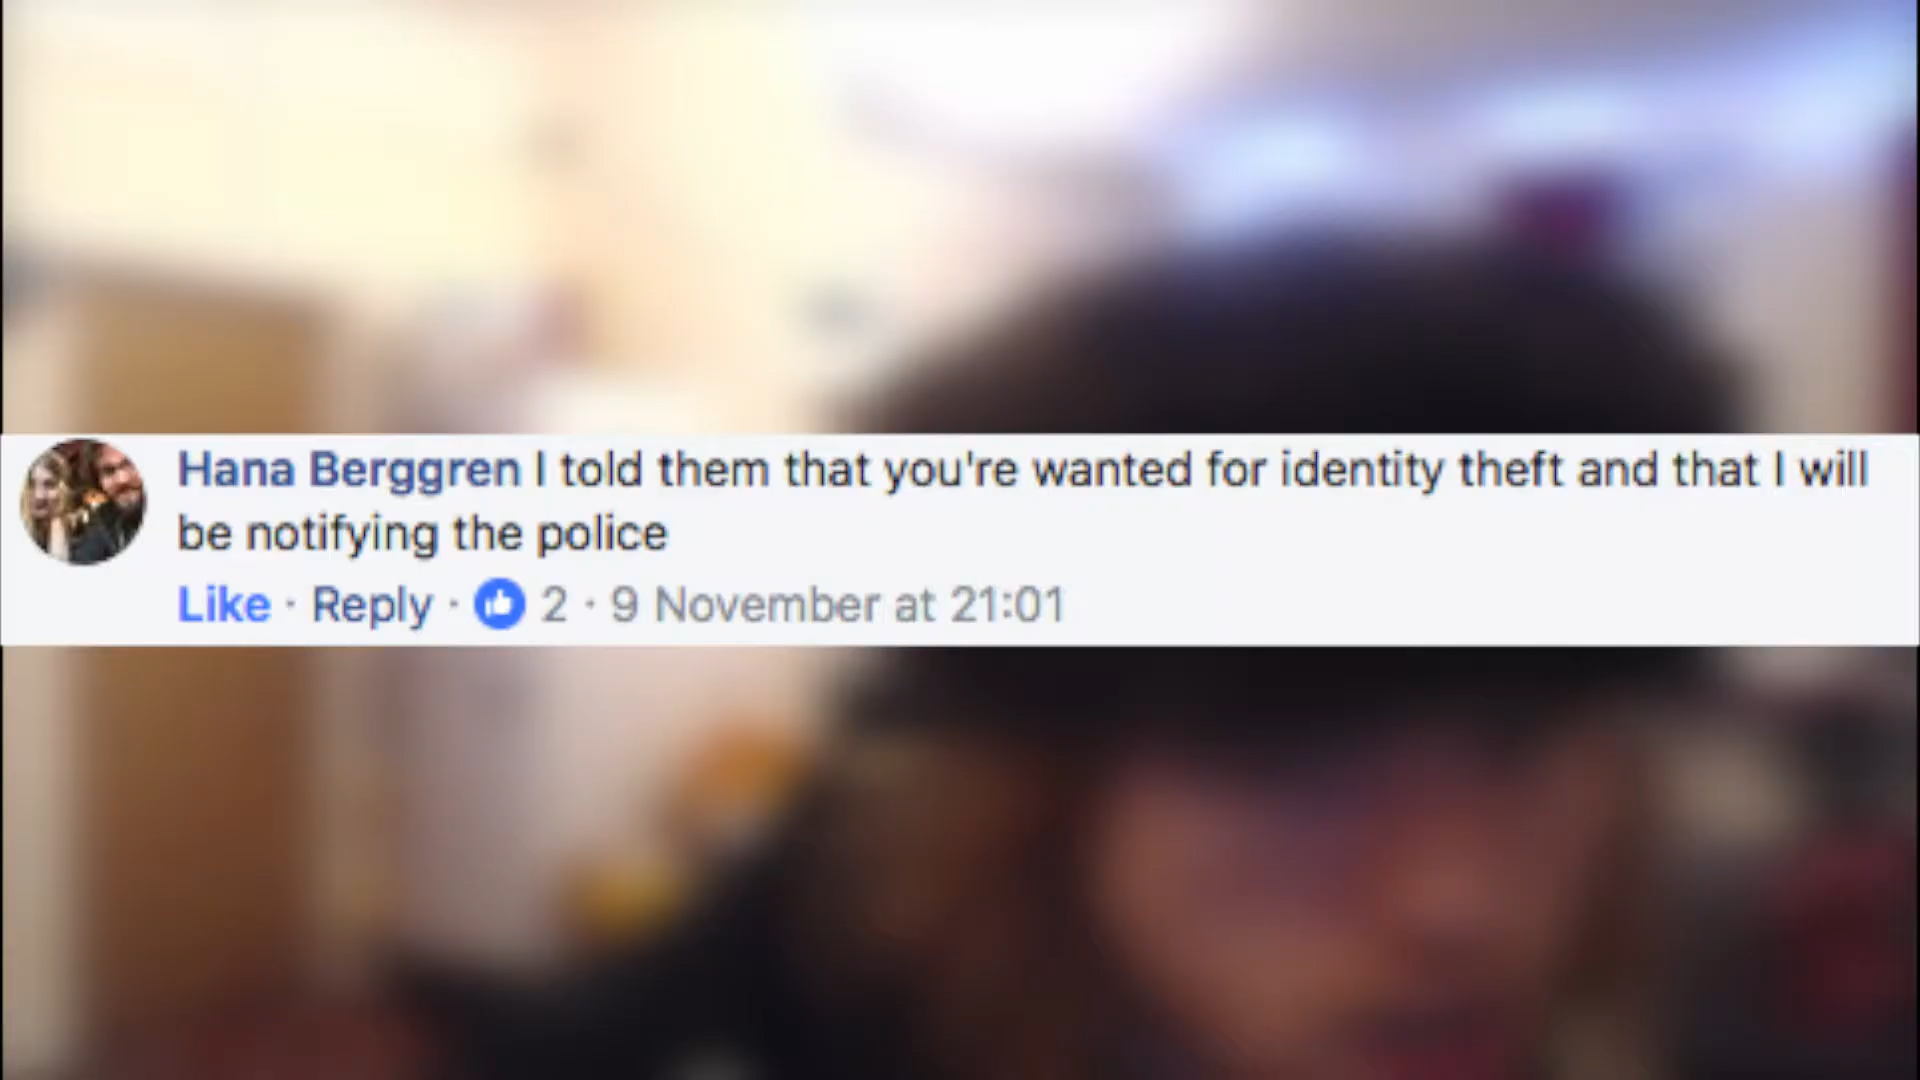 Hana Berggren I told them that you're wanted for identity theft and that I will
be notifying the police
Like · Reply · 2 · 9 November at 21:01